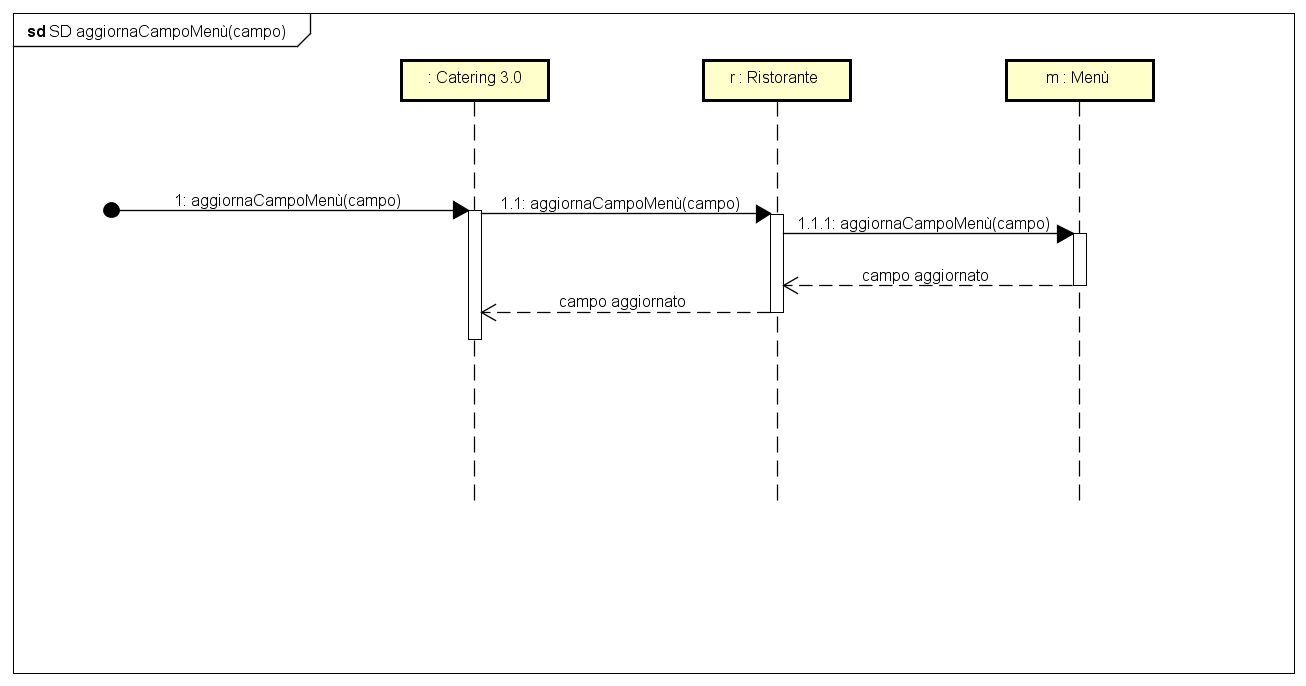 sd SD aggiornaCampoMenù(campo)
: Catering 3.0
r : Ristorante
m : Menù
1: aggiornaCampoMenù(campo)
1.1: aggiornaCampoMenù(campo)
1.1.1: aggiornaCampoMenù(campo)
campo aggiornato
campo aggiornato